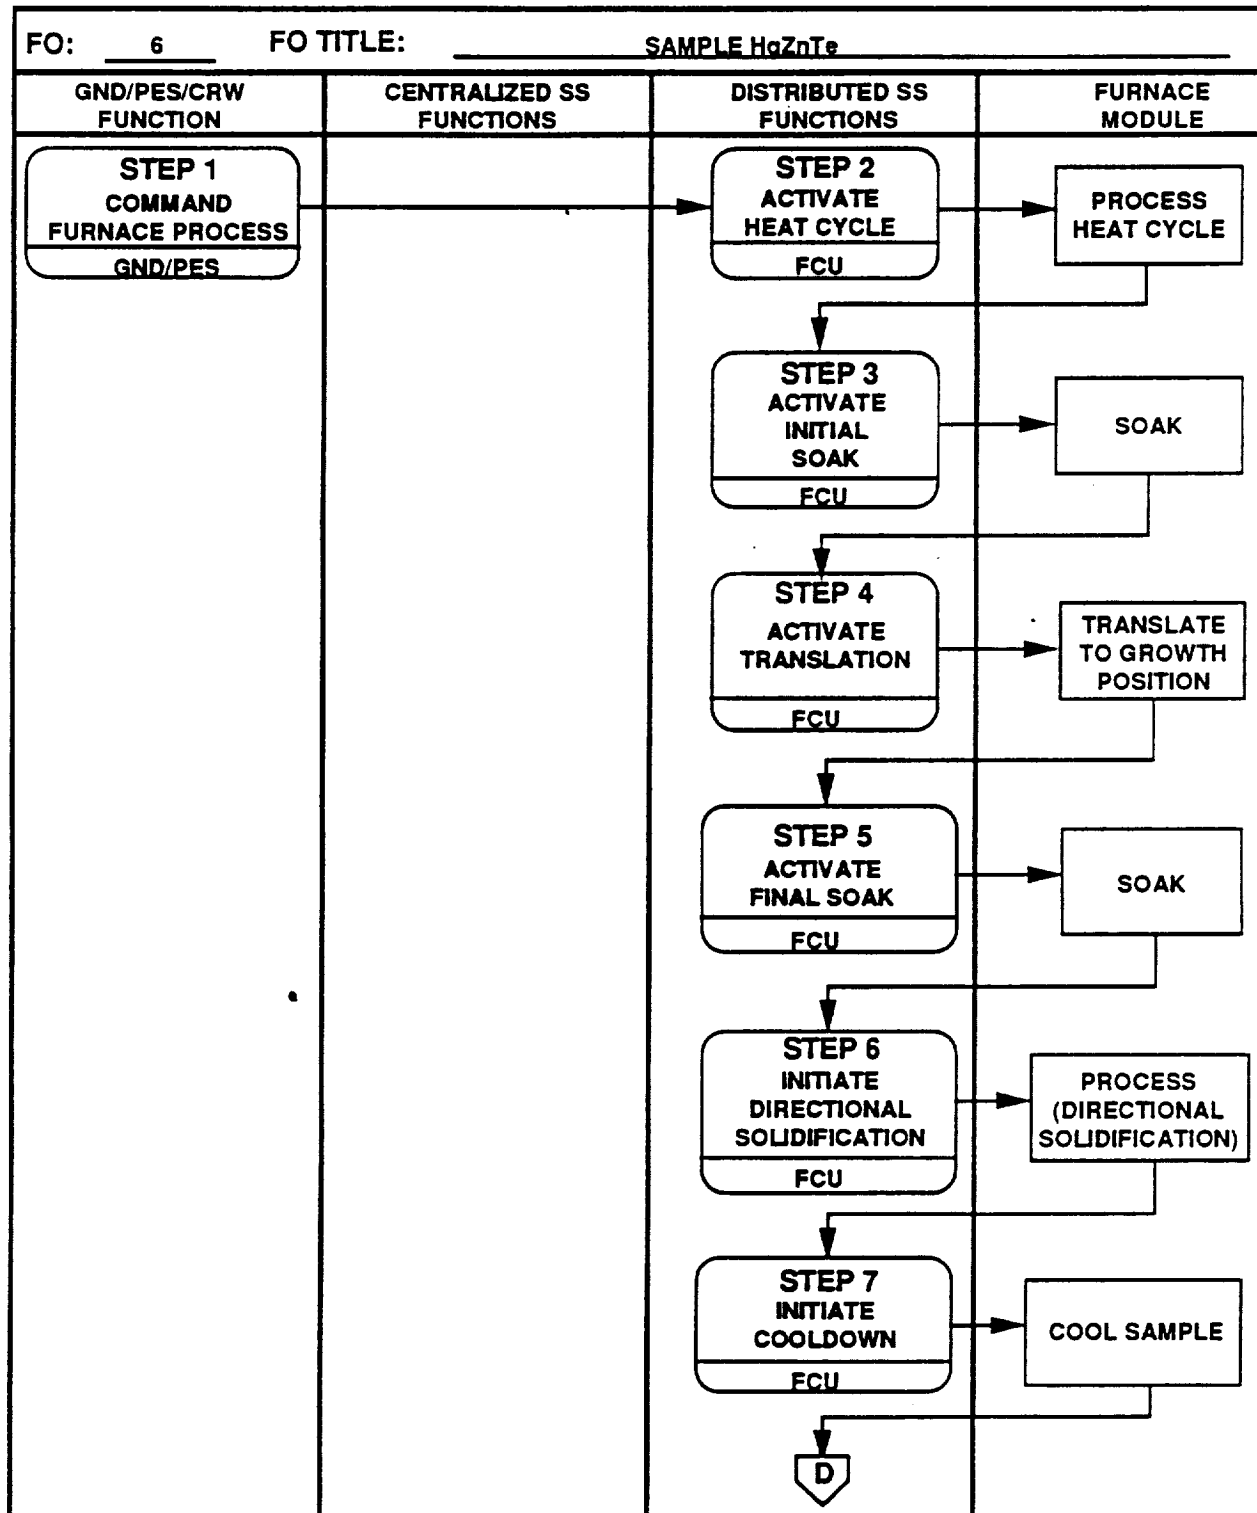 FO: 6 FO TITLE: SAMPLE HgZnTe
GND/PES/CRW
FUNCTION
CENTRALIZED SS
FUNCTIONS
DISTRIBUTED SS
FUNCTIONS
FURNACE
MODULE
STEP 1
COMMAND
FURNACE PROCESS
GND/PES
STEP 2
ACTIVATE
HEAT CYCLE
FCU
PROCESS
HEAT CYCLE
STEP 3
ACTIVATE
INITIAL
SOAK
FCU
SOAK
STEP 4
ACTIVATE
TRANSLATION
FCU
TRANSLATE
TO GROWTH
POSITION
STEP 5
ACTIVATE
FINAL SOAK
FCU
SOAK
STEP 6
INITIATE
DIRECTIONAL
SOLIDIFICATION
FCU
PROCESS
(DIRECTIONAL
SOLIDIFICATION)
STEP 7
INITIATE
COOLDOWN
FCU
COOL SAMPLE
D